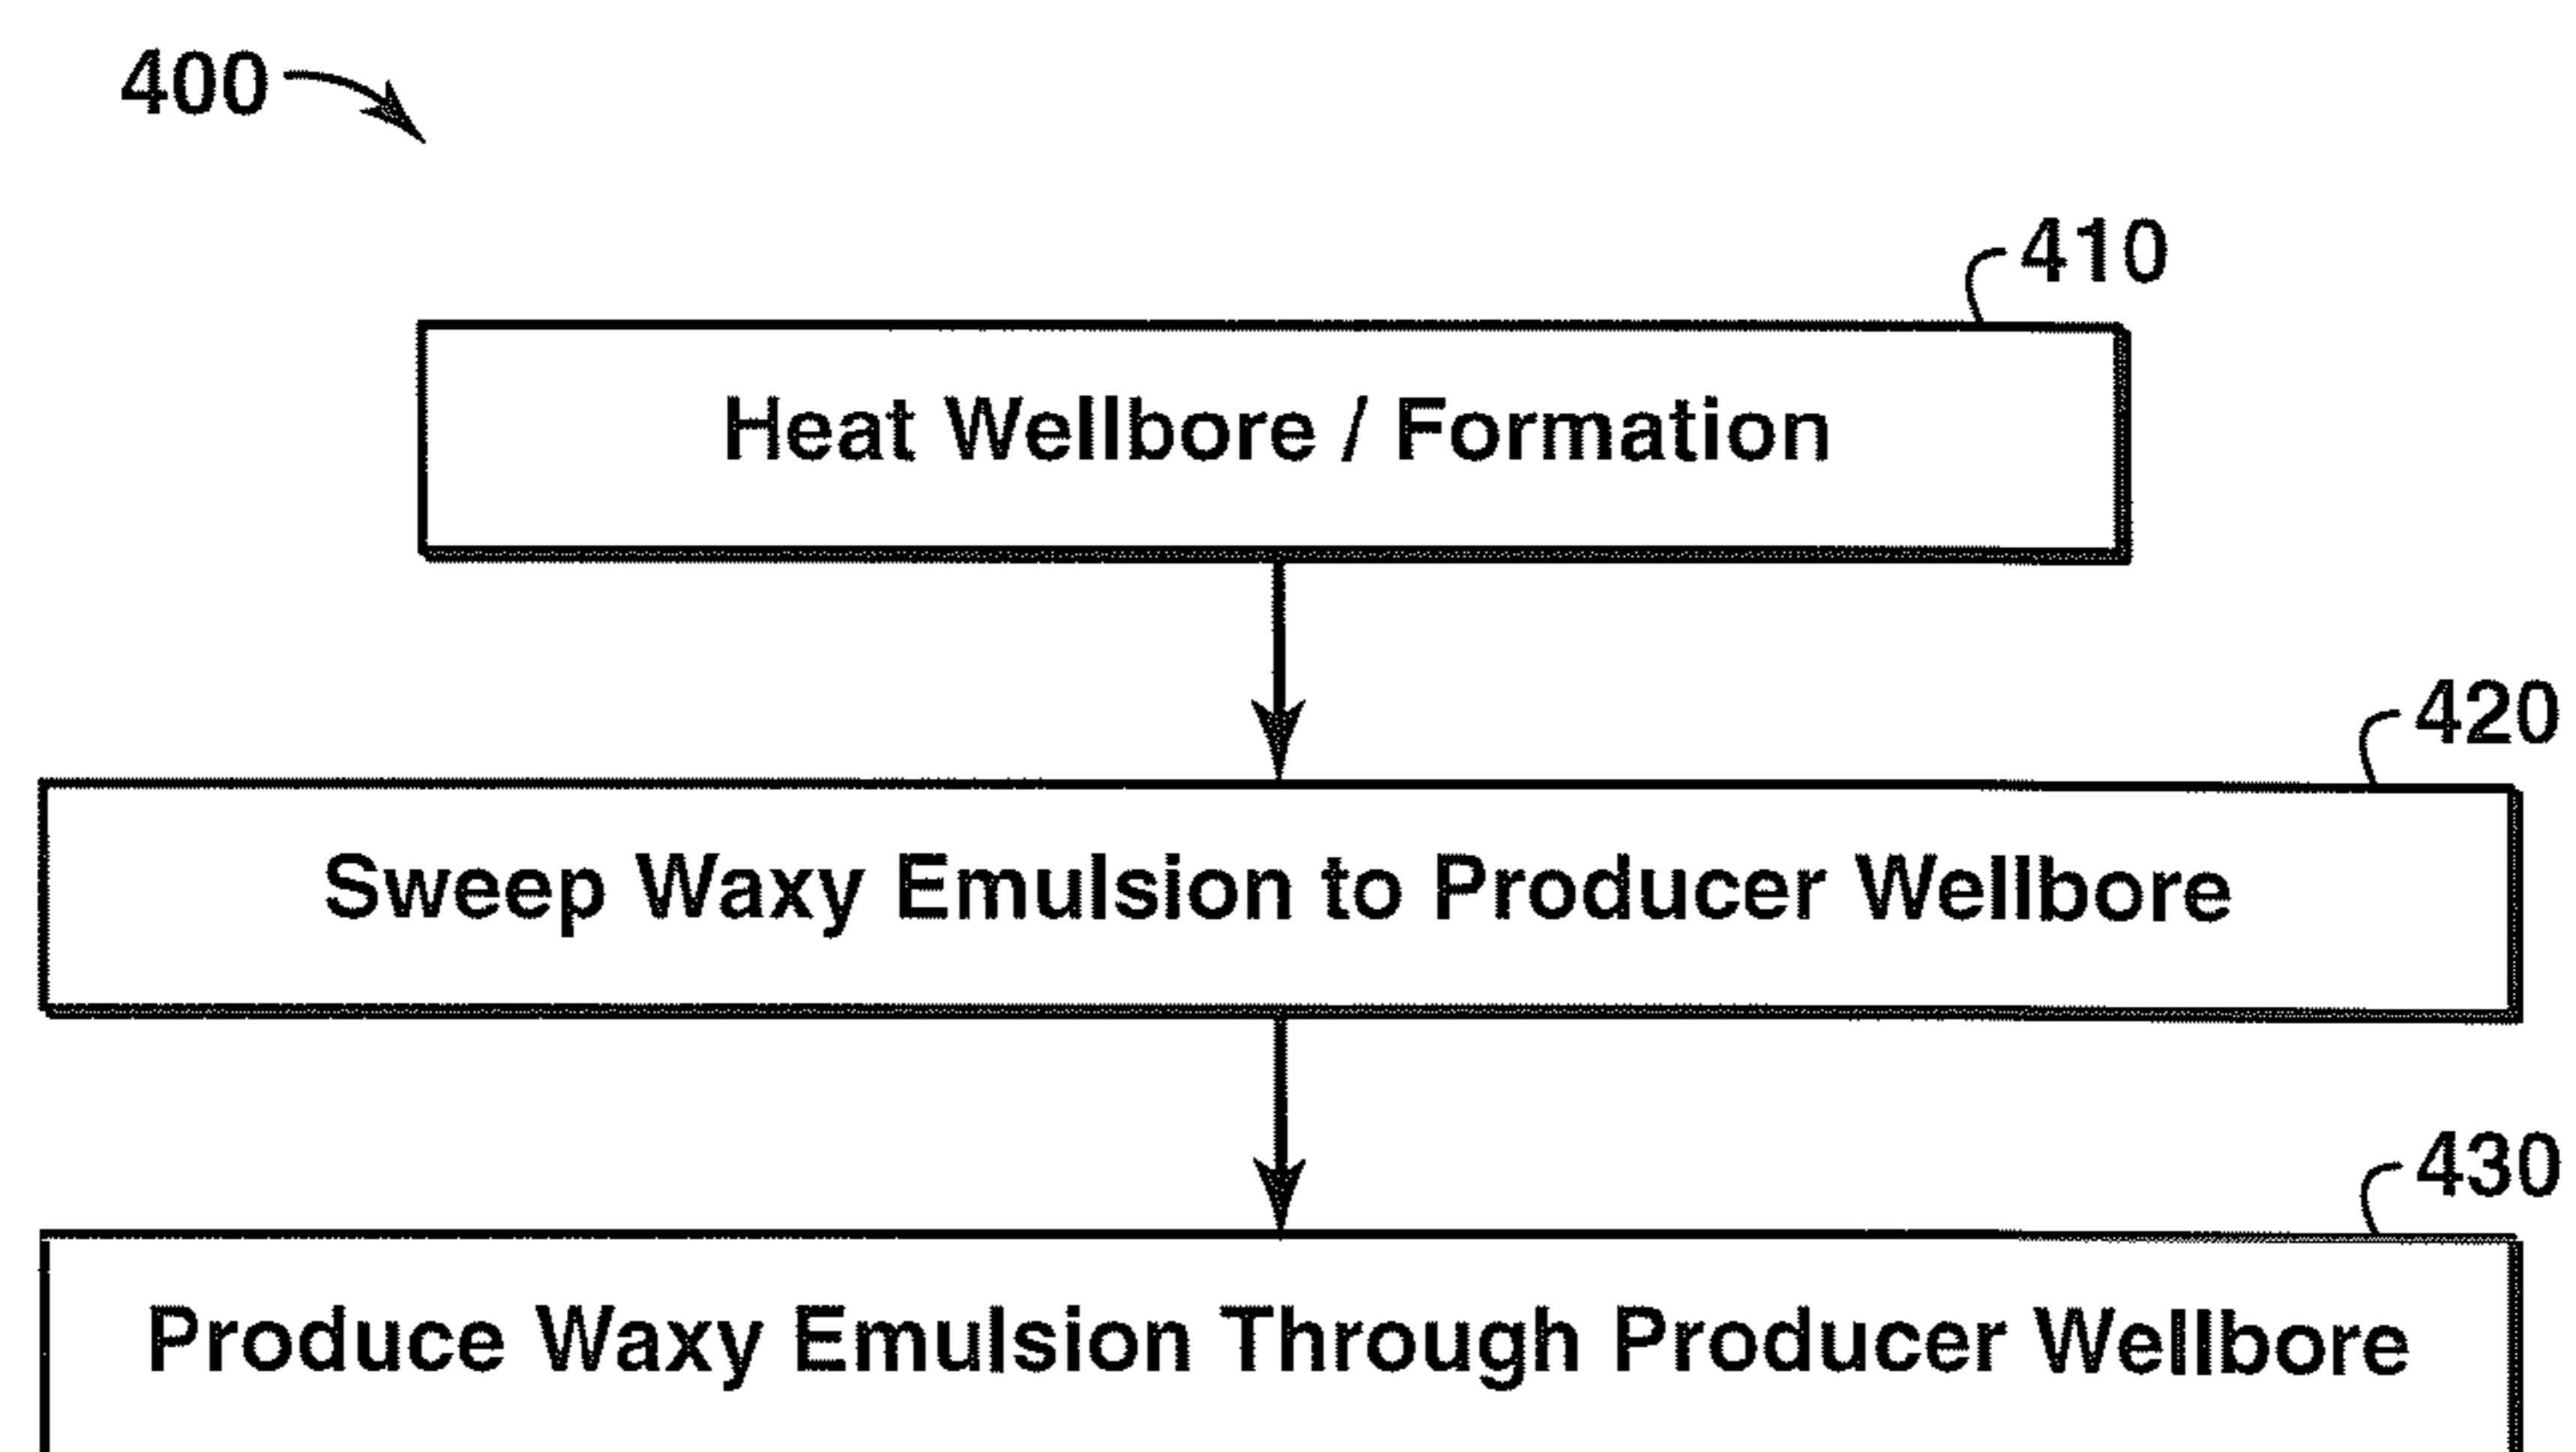 400
410
Heat Wellbore / Formation
420
Sweep Waxy Emulsion to Producer Wellbore
430
Produce Waxy Emulsion Through Producer Wellbore